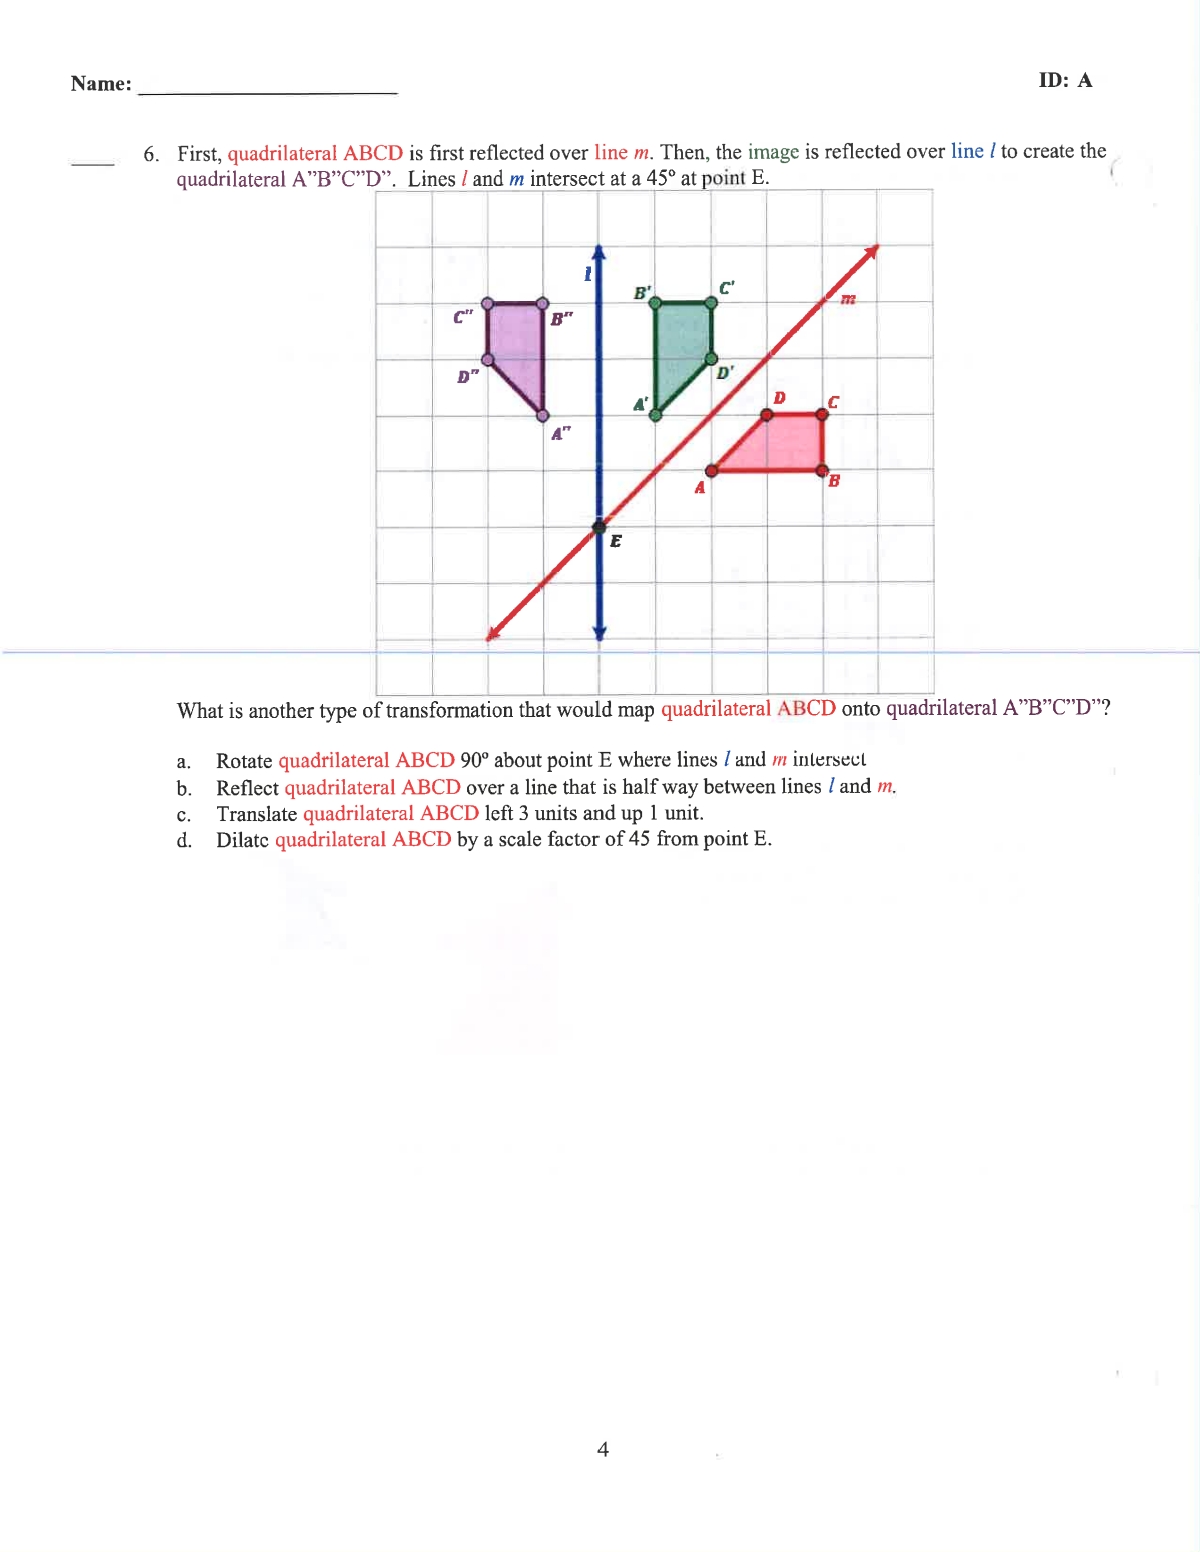 Name:
ID: A
6. First, quadrilateral ABCD is first reflected over line m. Then, the image is reflected over line l to create the
quadrilateral A”B”C”D”. Lines l and m intersect at a 45º at point E.
l
B'
C'
m
C"
B"
D"
D'
A'
A"
D
C
A
B
E
What is another type of transformation that would map quadrilateral ABCD onto quadrilateral A”B”C”D”?
a. Rotate quadrilateral ABCD 90º about point E where lines l and m intersect
b. Reflect quadrilateral ABCD over a line that is half way between lines l and m.
c. Translate quadrilateral ABCD left 3 units and up 1 unit.
d. Dilate quadrilateral ABCD by a scale factor of 45 from point E.
4